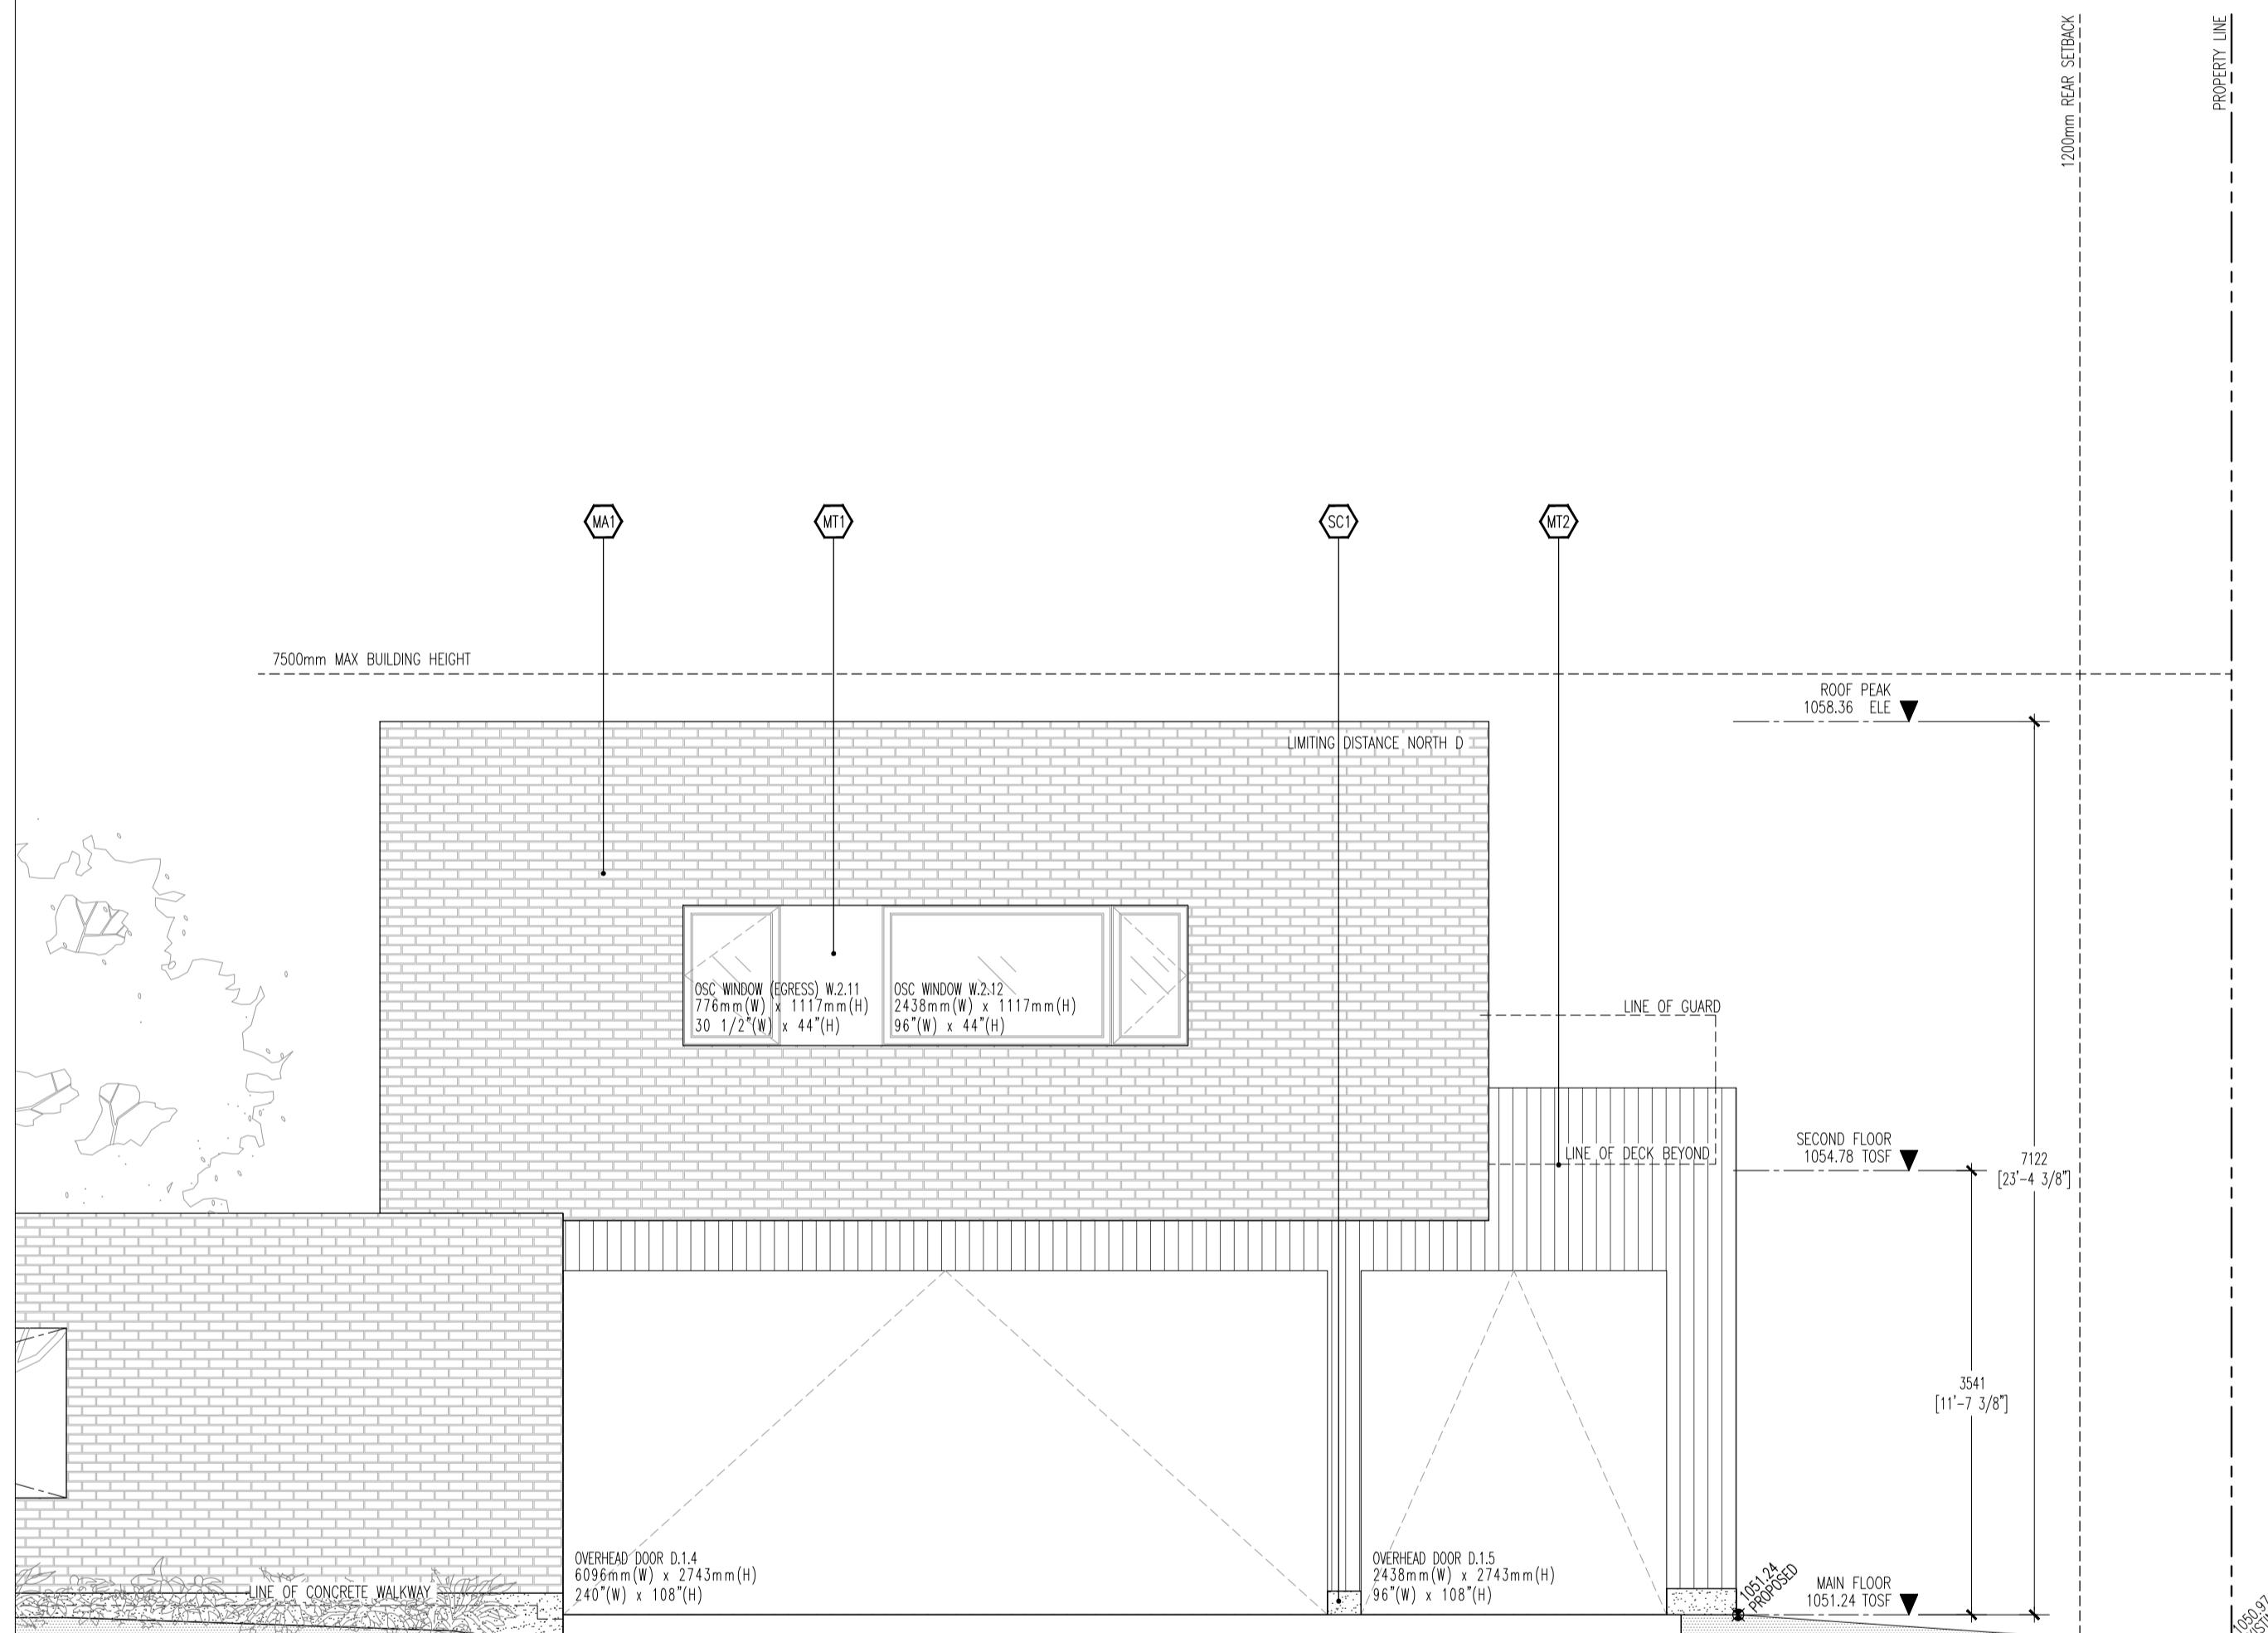 1200mm REAR SETBACK
PROPERTY LINE
MA1
MT1
SC1
MT2
7500mm MAX BUILDING HEIGHT
ROOF PEAK
1058.36 ELE
LIMITING DISTANCE NORTH D
OSC WINDOW (EGRESS) W.2.11
776mm(W) x 1117mm(H)
30 1/2"(W) x 44"(H)
OSC WINDOW W.2.12
2438mm(W) x 1117mm(H)
96"(W) x 44"(H)
LINE OF GUARD
LINE OF DECK BEYOND
SECOND FLOOR
1054.78 TOSF
7122
[23'-4 3/8"]
3541
[11'-7 3/8"]
OVERHEAD DOOR D.1.4
6096mm(W) x 2743mm(H)
240"(W) x 108"(H)
OVERHEAD DOOR D.1.5
2438mm(W) x 2743mm(H)
96"(W) x 108"(H)
LINE OF CONCRETE WALKWAY
1051.24
PROPOSED
MAIN FLOOR
1051.24 TOSF
1050.97